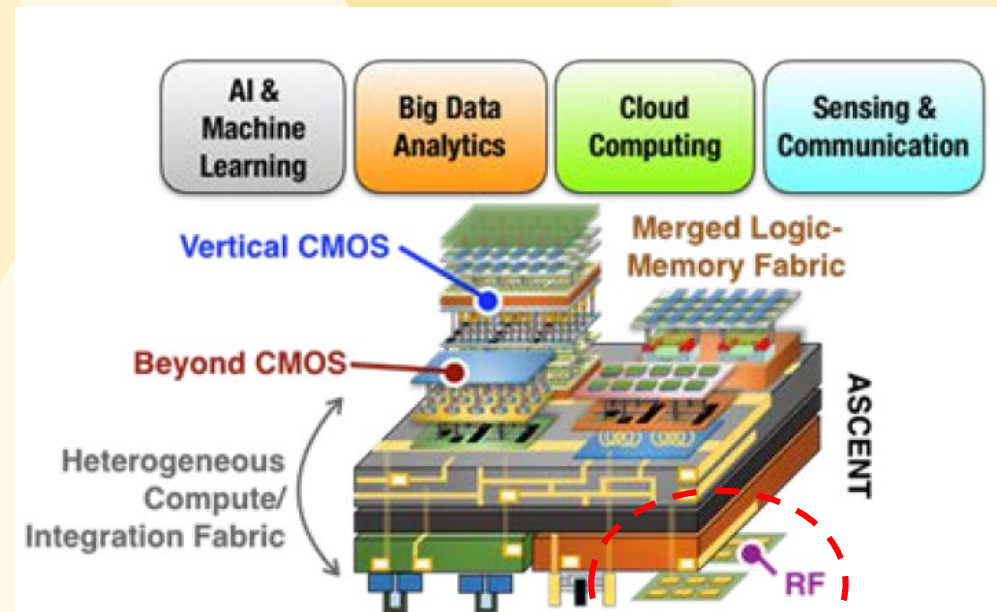 AI &
Machine
Learning
Big Data
Analytics
Cloud
Computing
Sensing &
Communication
Vertical CMOS
Merged Logic-
Memory Fabric
Beyond CMOS
ASCENT
Heterogeneous
Compute/
Integration Fabric
RF